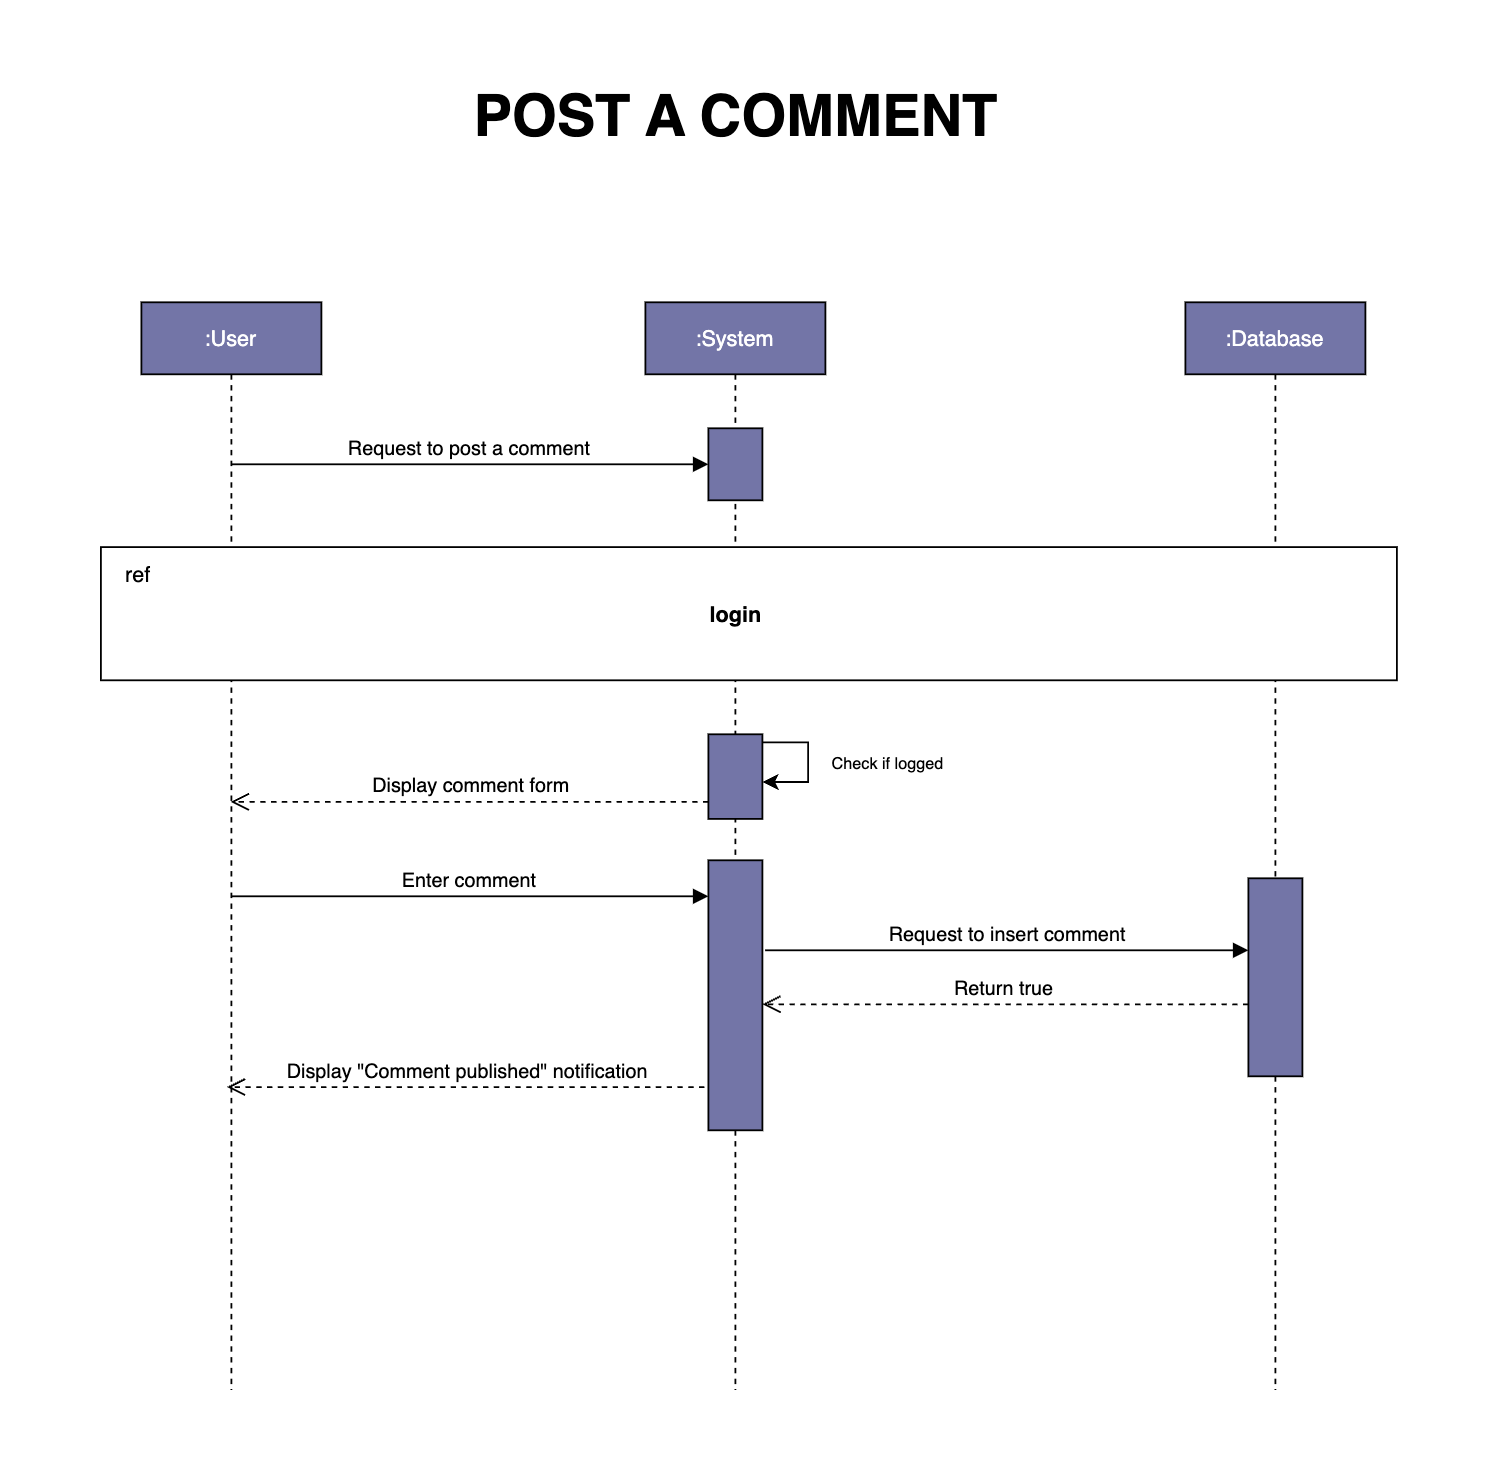 POST A COMMENT
:User
:System
:Database
Request to post a comment
ref
login
Check if logged
Display comment form
Enter comment
Request to insert comment
Return true
Display "Comment published" notification